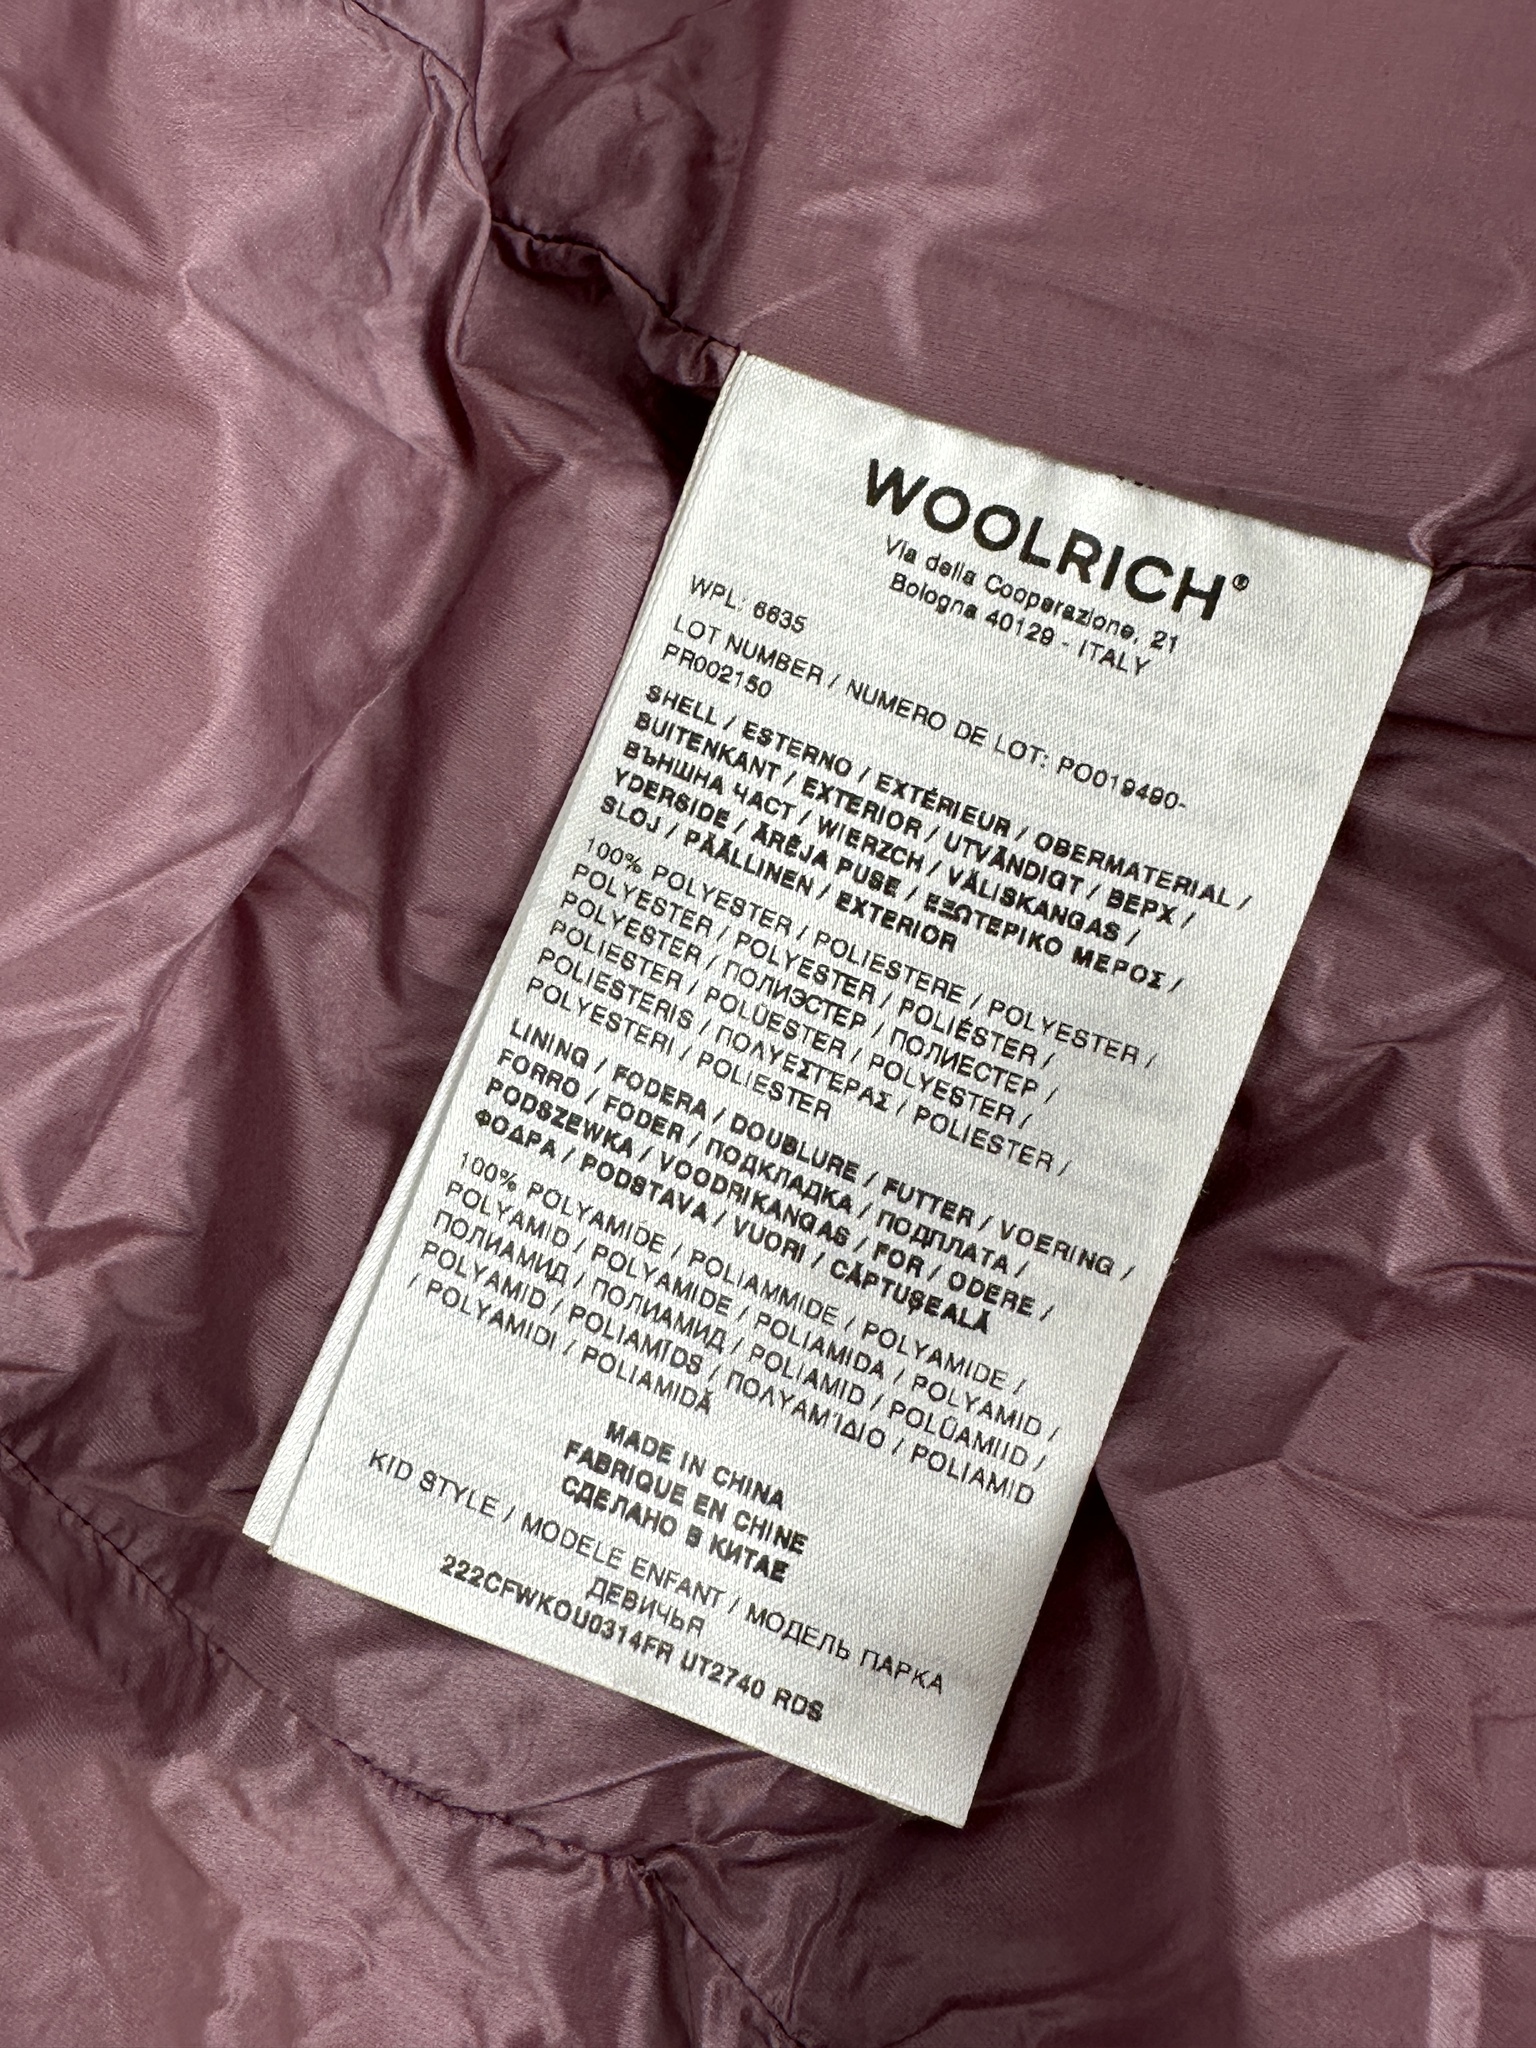 WOOLRICH®
Via della Cooperazione, 21
Bologna 40129 - ITALY
WPL: 6635
LOT NUMBER / NUMERO DE LOT: PO019490-
PR002150
SHELL / ESTERNO / EXTÉRIEUR / OBERMATERIAL /
BUITENKANT / EXTERIOR / UTVÄNDIGT / ВЕРХ /
ВЪНШНА ЧАСТ / WIERZCH / VÄLISKANGAS /
YDERSIDE / ĀRĒJA PUSE / ΕΞΩΤΕΡΙΚΟ ΜΕΡΟΣ /
SLOJ / PÄÄLLINEN / EXTERIOR
100% POLYESTER / POLIESTERE / POLYESTER /
POLYESTER / POLYESTER / POLIÉSTER /
POLYESTER / ПОЛИЭСТЕР / ПОЛИЕСТЕР /
POLIESTER / POLÜESTER / POLYESTER /
POLIESTERIS / ΠΟΛΥΕΣΤΕΡΑΣ / POLIESTER /
POLYESTERI / POLIESTER
LINING / FODERA / DOUBLURE / FUTTER / VOERING /
FORRO / FODER / ПОДКЛАДКА / ПОДПЛАТА /
PODSZEWKA / VOODRIKANGAS / FOR / ODERE /
ΦΟΔΡΑ / PODSTAVA / VUORI / CĂPTUȘEALĂ
100% POLYAMIDE / POLIAMMIDE / POLYAMIDE /
POLYAMID / POLYAMIDE / POLIAMIDA / POLYAMID /
ПОЛИАМИД / ПОЛИАМИД / POLIAMID / POLÜAMIID /
POLYAMID / POLIAMĪDS / ΠΟΛΥΑΜΊΔΙΟ / POLIAMID
/ POLYAMIDI / POLIAMIDĂ
MADE IN CHINA
FABRIQUE EN CHINE
СДЕЛАНО В КИТАЕ
KID STYLE / MODELE ENFANT / МОДЕЛЬ ПАРКА
ДЕВИЧЬЯ
222CFWKOU0314FR UT2740 RDS